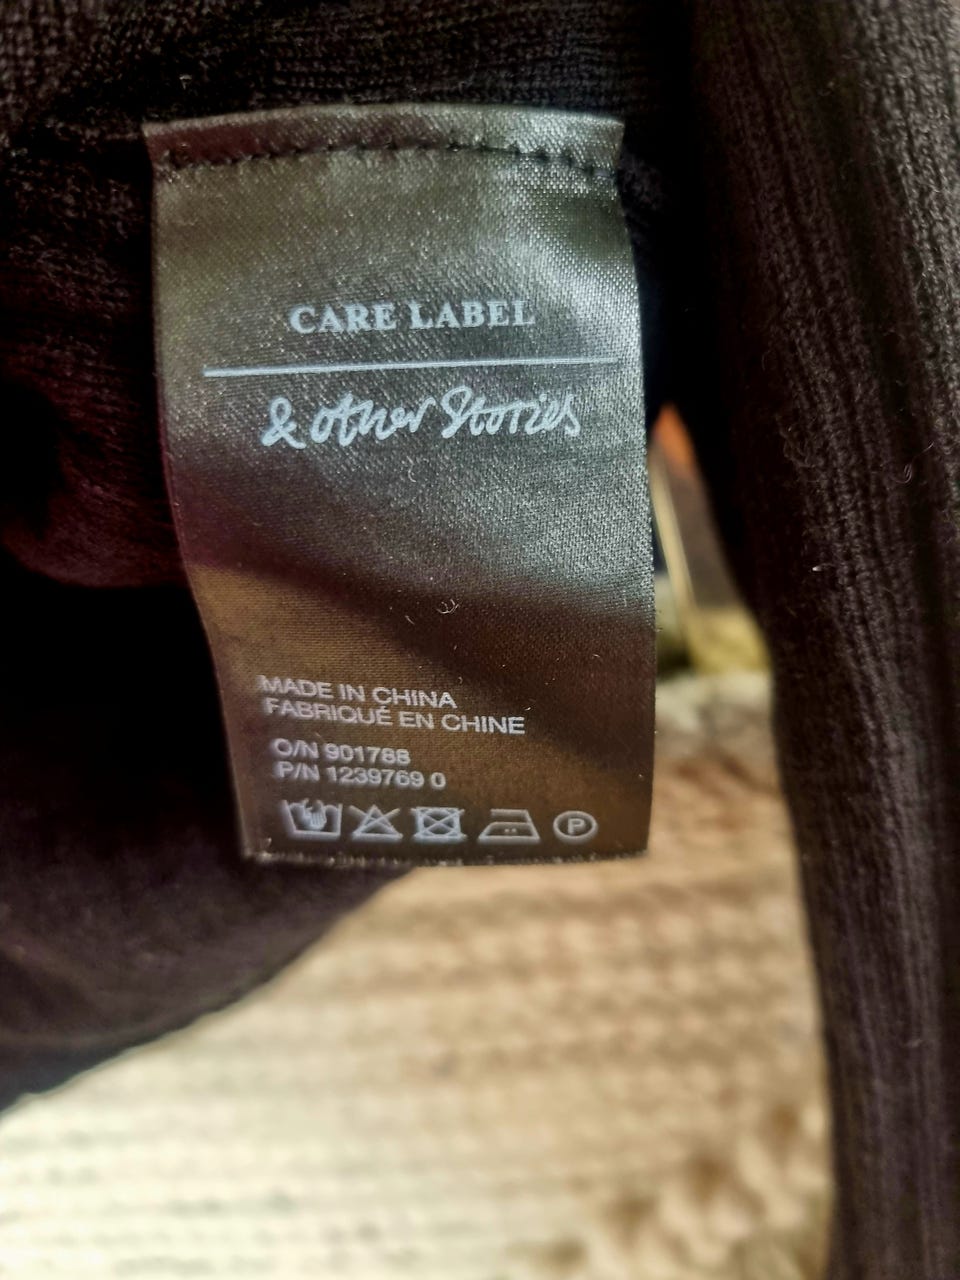 CARE LABEL
& other Stories
MADE IN CHINA
FABRIQUÉ EN CHINE
O/N 901788
P/N 1239769 0
P